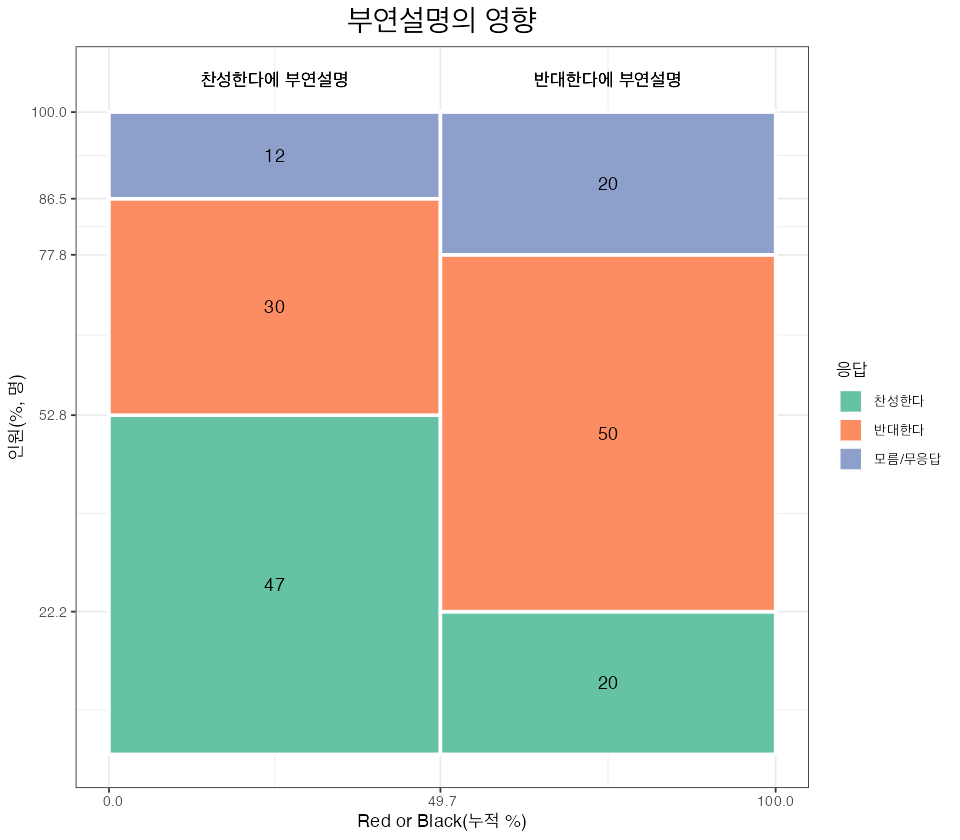 부연설명의 영향
찬성한다에 부연설명
반대한다에 부연설명
100.0
86.5
77.8
52.8
22.2
인원(%, 명)
12
20
30
50
47
20
0.0
49.7
100.0
Red or Black(누적 %)
응답
찬성한다
반대한다
모름/무응답